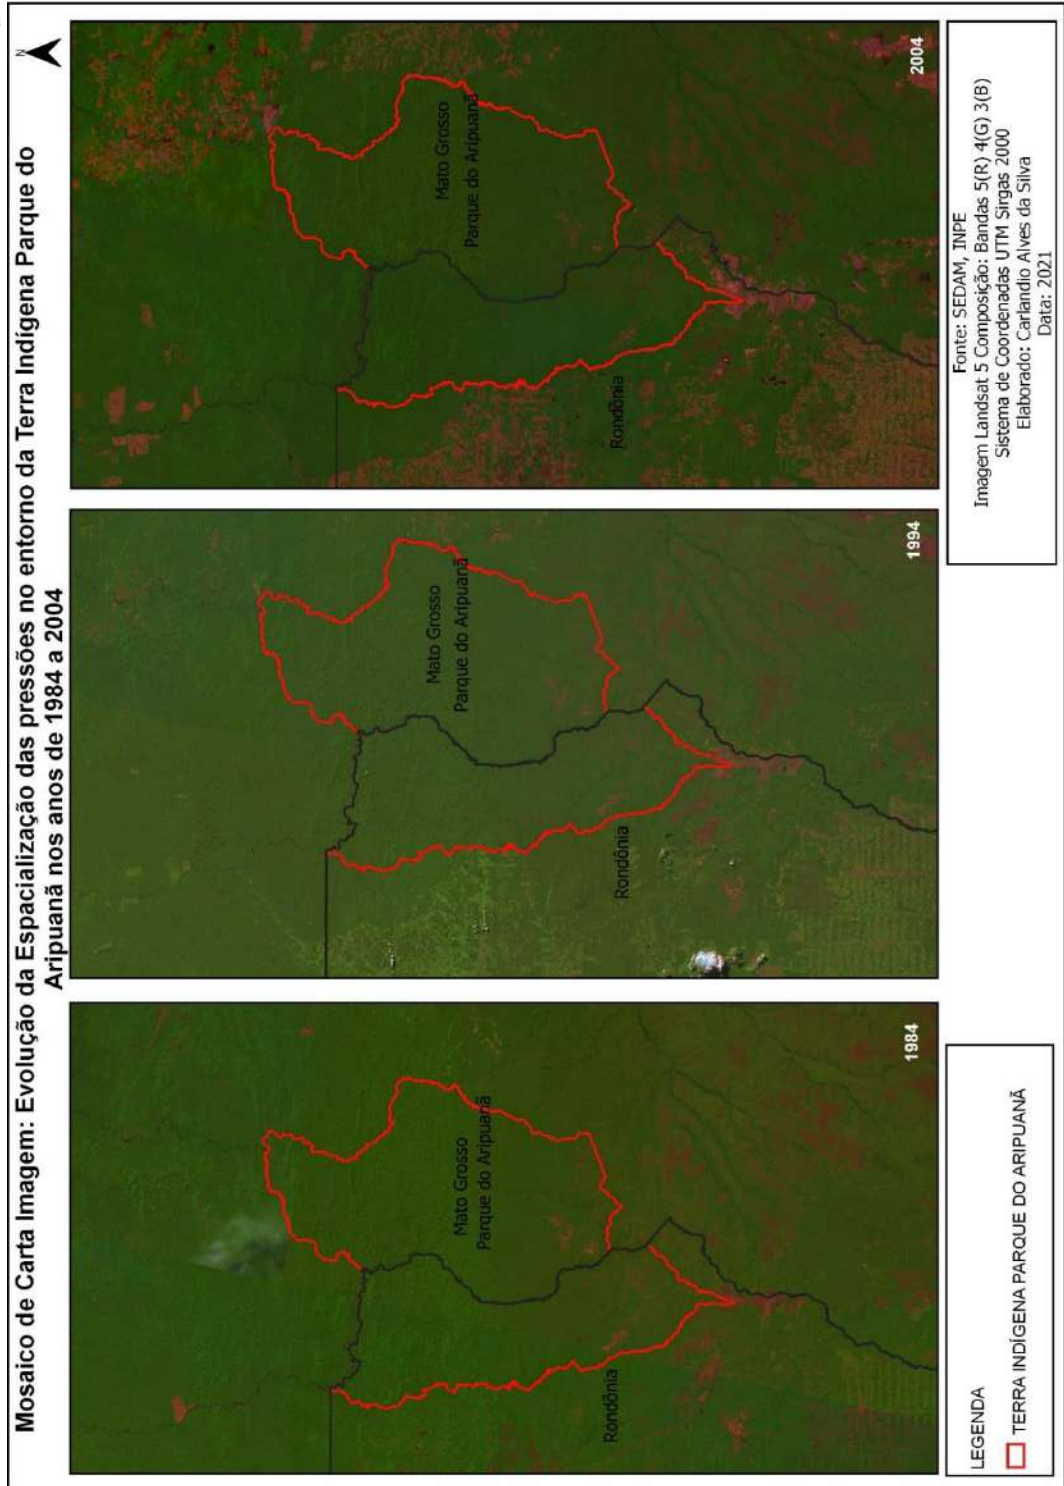 Mosaico de Carta Imagem: Evolução da Espacialização das pressões no entorno da Terra Indígena Parque do
Aripuanã nos anos de 1984 a 2004
N
Mato Grosso
Parque do Aripuanã
Rondônia
1984
Mato Grosso
Parque do Aripuanã
Rondônia
1994
Mato Grosso
Parque do Aripuanã
Rondônia
2004
LEGENDA
TERRA INDÍGENA PARQUE DO ARIPUANÃ
Fonte: SEDAM, INPE
Imagem Landsat 5 Composição: Bandas 5(R) 4(G) 3(B)
Sistema de Coordenadas UTM Sirgas 2000
Elaborado: Carlandio Alves da Silva
Data: 2021